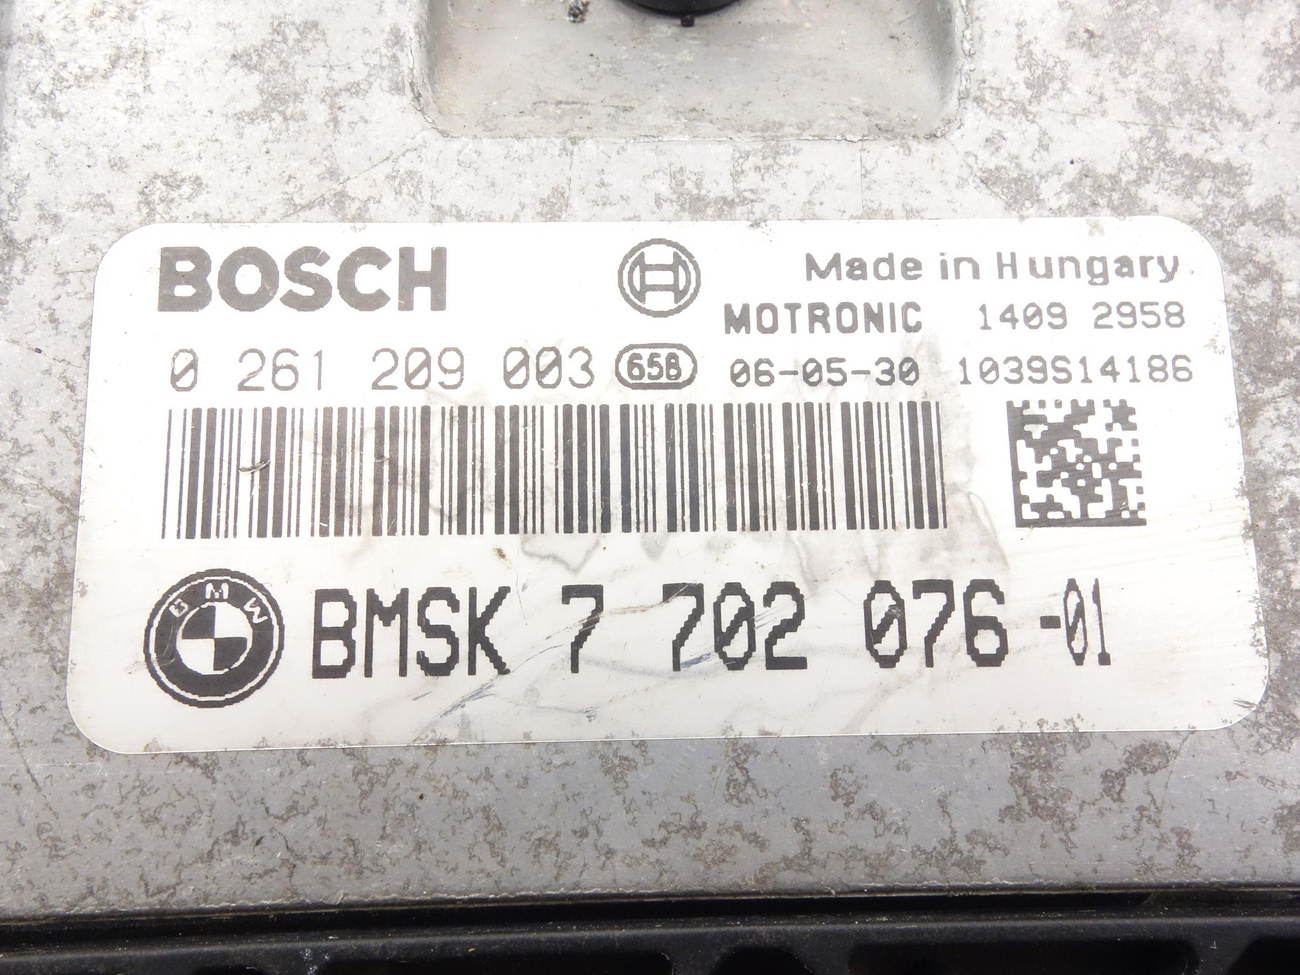 BOSCH
Made in Hungary
MOTRONIC 1409 2958
0 261 209 003 658 06-05-30 1039S14186
BMW
BMSK 7 702 076 -01